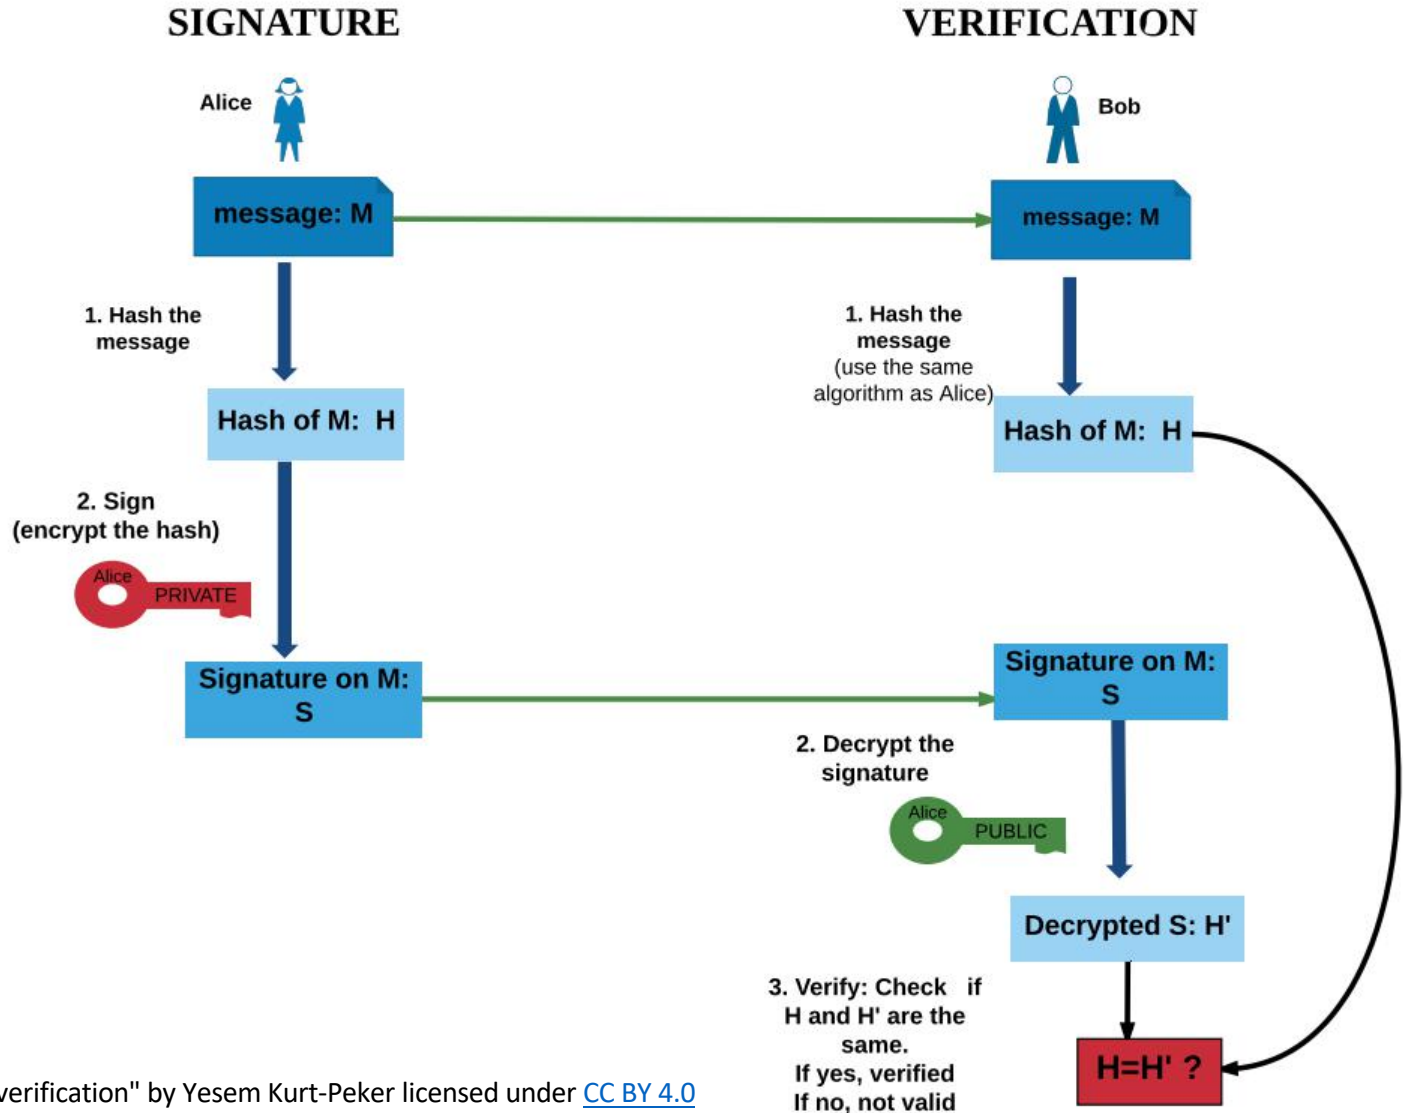 SIGNATURE
VERIFICATION
Alice
Bob
message: M
message: M
1. Hash the
message
1. Hash the
message
(use the same
algorithm as Alice)
Hash of M:  H
Hash of M:  H
2. Sign
(encrypt the hash)
Alice
PRIVATE
Signature on M:
S
Signature on M:
S
2. Decrypt the
signature
Alice
PUBLIC
Decrypted S: H'
3. Verify: Check  if
H and H' are the
same.
If yes, verified
If no, not valid
H=H' ?
verification" by Yesem Kurt-Peker licensed under CC BY 4.0